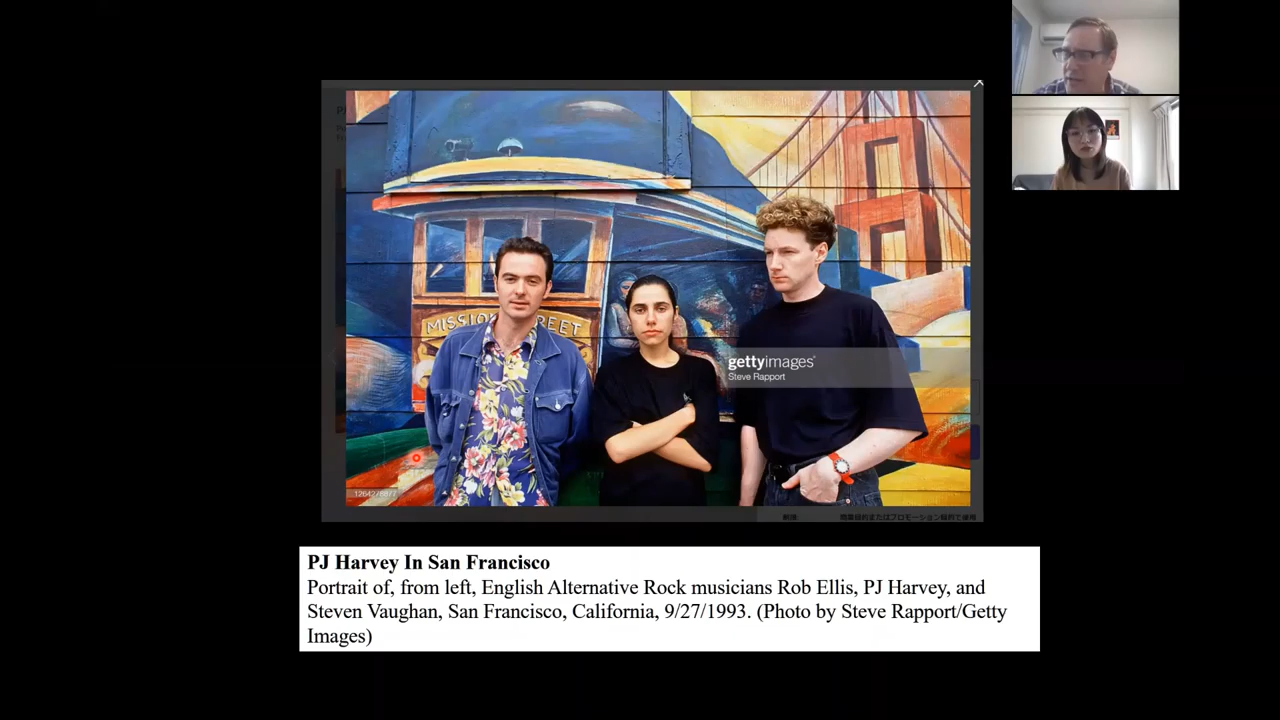 MISSION STREET
gettyimages
Steve Rapport
PJ Harvey In San Francisco
Portrait of, from left, English Alternative Rock musicians Rob Ellis, PJ Harvey, and
Steven Vaughan, San Francisco, California, 9/27/1993. (Photo by Steve Rapport/Getty
Images)